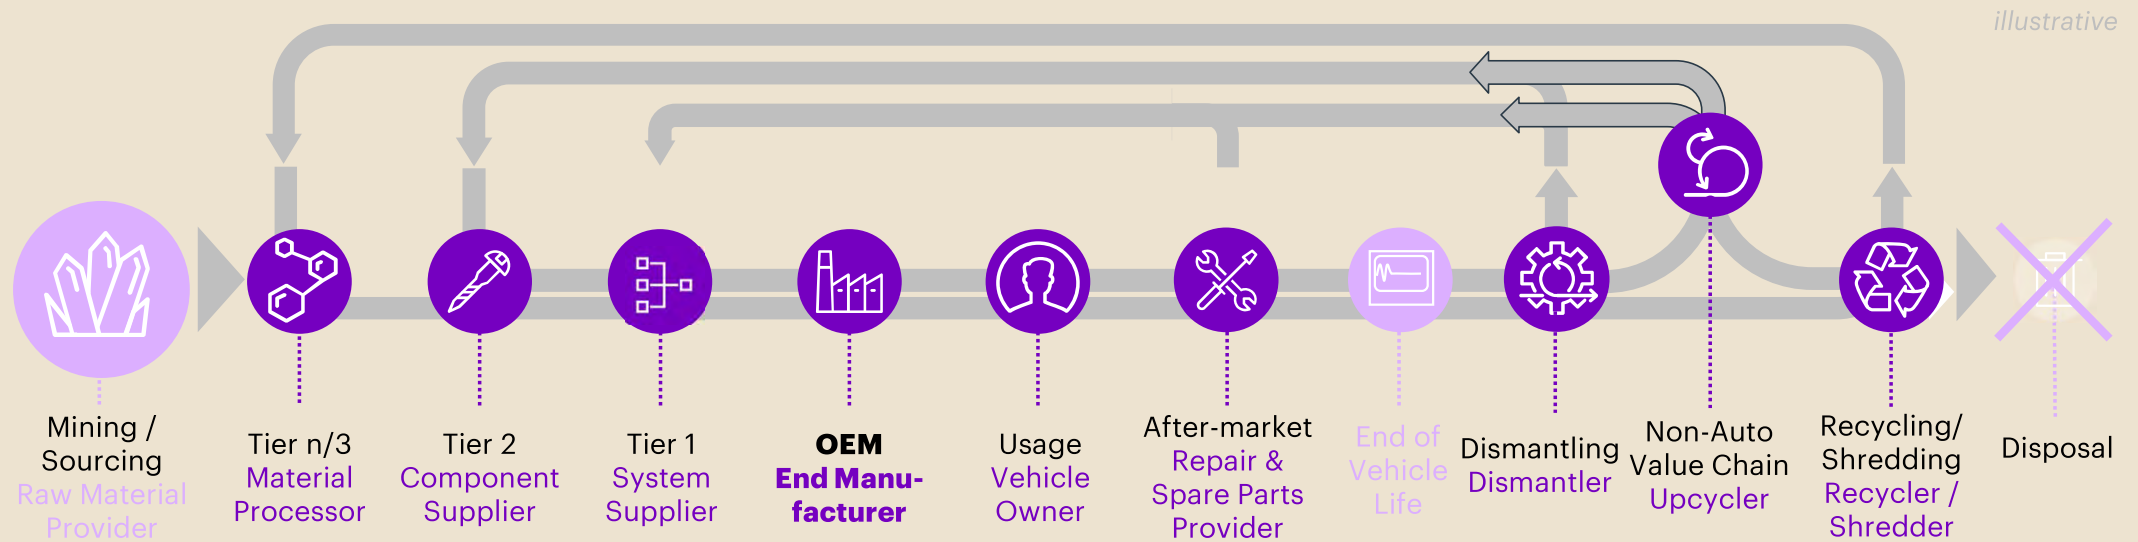 illustrative
Mining /
Sourcing
Raw Material
Provider
Tier n/3
Material
Processor
Tier 2
Component
Supplier
Tier 1
System
Supplier
OEM
End Manu-
facturer
Usage
Vehicle
Owner
After-market
Repair &
Spare Parts
Provider
End of
Vehicle
Life
Dismantling
Dismantler
Non-Auto
Value Chain
Upcycler
Recycling/
Shredding
Recycler /
Shredder
Disposal